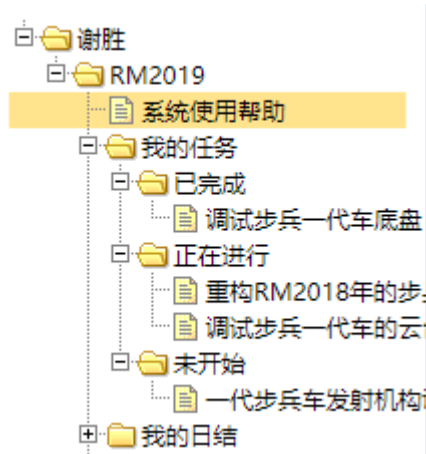 谢胜
RM2019
系统使用帮助
我的任务
已完成
调试步兵一代车底盘
正在进行
重构RM2018年的步
调试步兵一代车的云
未开始
一代步兵车发射机构
我的日结